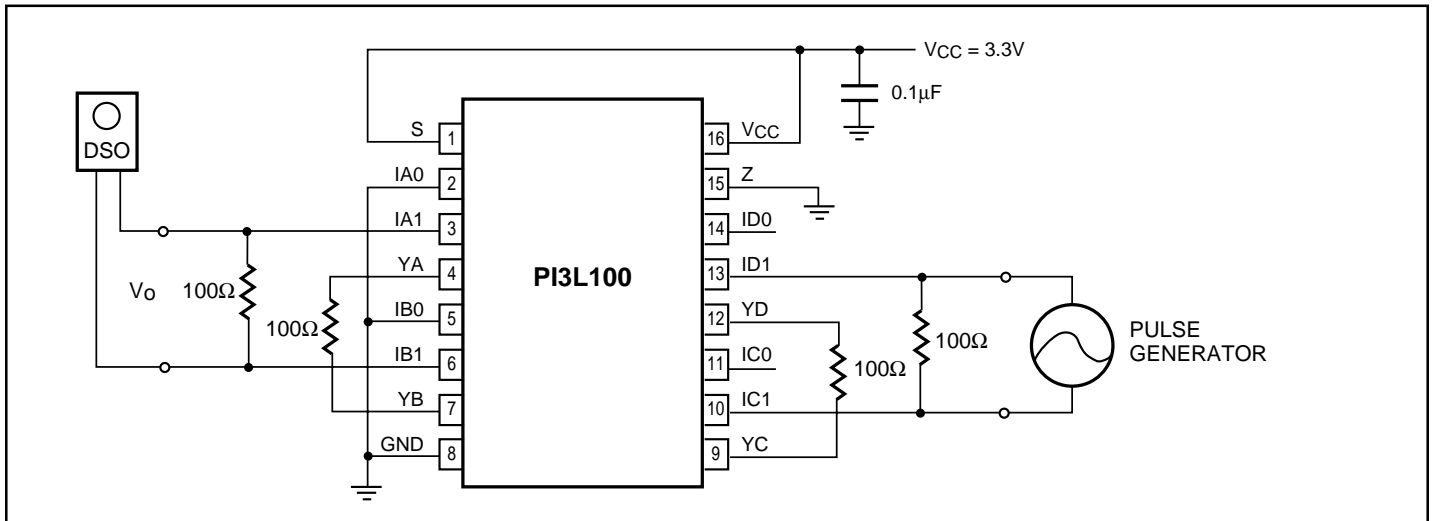 VCC = 3.3V
0.1µF
DSO
S 1
IA0 2
IA1 3
YA 4
IB0 5
IB1 6
YB 7
GND 8
PI3L100
16 VCC
15 Z
14 ID0
13 ID1
12 YD
11 IC0
10 IC1
9 YC
VO
100Ω
100Ω
100Ω
100Ω
PULSE
GENERATOR